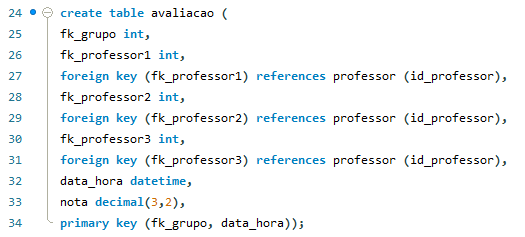 24 create table avaliacao (
25 fk_grupo int,
26 fk_professor1 int,
27 foreign key (fk_professor1) references professor (id_professor),
28 fk_professor2 int,
29 foreign key (fk_professor2) references professor (id_professor),
30 fk_professor3 int,
31 foreign key (fk_professor3) references professor (id_professor),
32 data_hora datetime,
33 nota decimal(3,2),
34 primary key (fk_grupo, data_hora));